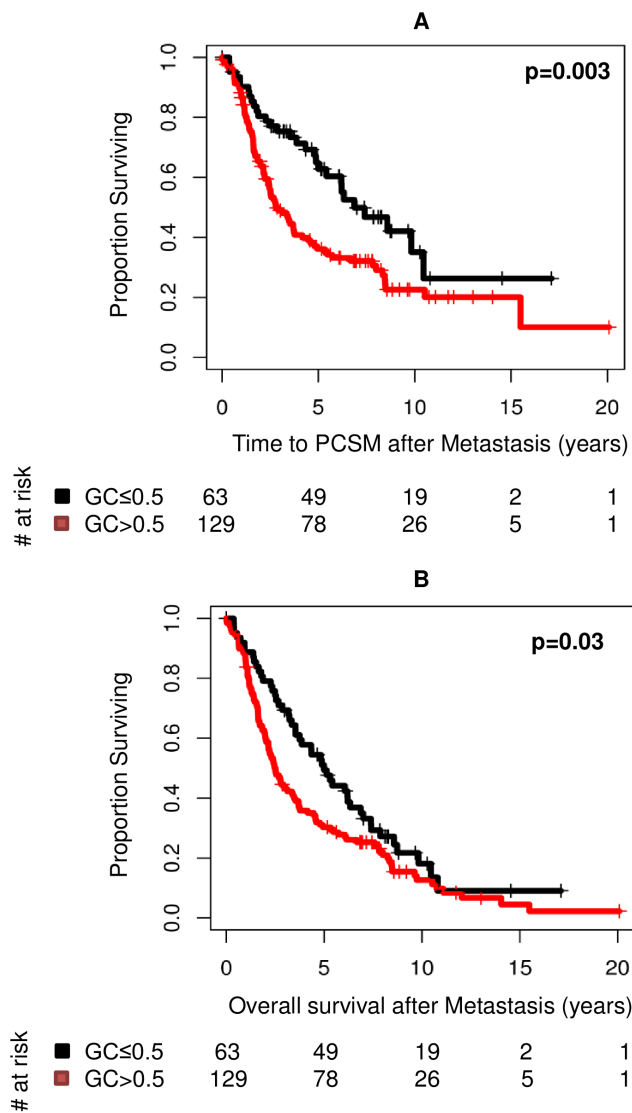 A
p=0.003
Proportion Surviving
1.0
0.8
0.6
0.4
0.2
0.0
0 5 10 15 20
Time to PCSM after Metastasis (years)
# at risk
GC≤0.5 63 49 19 2 1
GC>0.5 129 78 26 5 1
B
p=0.03
Proportion Surviving
1.0
0.8
0.6
0.4
0.2
0.0
0 5 10 15 20
Overall survival after Metastasis (years)
# at risk
GC≤0.5 63 49 19 2 1
GC>0.5 129 78 26 5 1